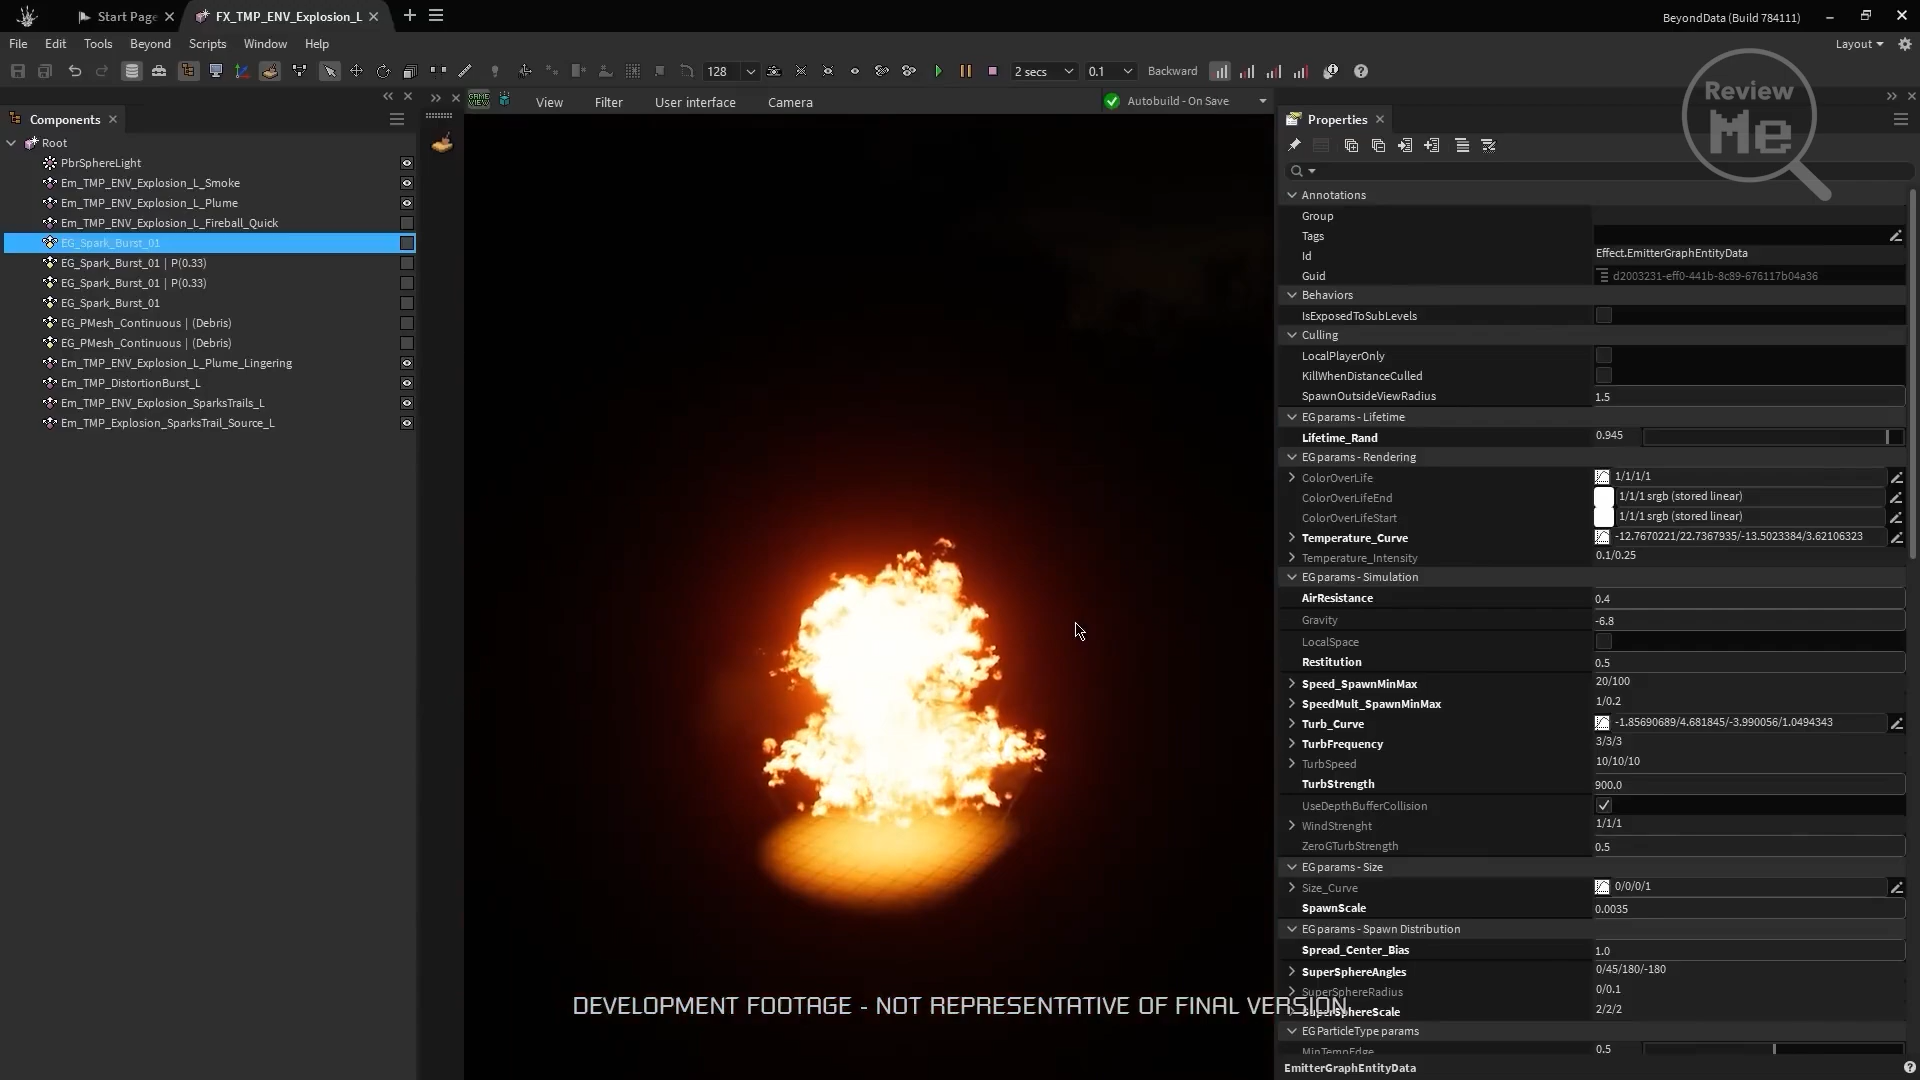 Start Page
FX_TMP_ENV_Explosion_L
BeyondData (Build 784111)
File Edit Tools Beyond Scripts Window Help
Layout
128
2 secs
0.1
Backward
Review
Me
Components
GAME VIEW
View Filter User interface Camera
Autobuild - On Save
Properties
Root
PbrSphereLight
Em_TMP_ENV_Explosion_L_Smoke
Em_TMP_ENV_Explosion_L_Plume
Em_TMP_ENV_Explosion_L_Fireball_Quick
EG_Spark_Burst_01
EG_Spark_Burst_01 | P(0.33)
EG_Spark_Burst_01 | P(0.33)
EG_Spark_Burst_01
EG_PMesh_Continuous | (Debris)
EG_PMesh_Continuous | (Debris)
Em_TMP_ENV_Explosion_L_Plume_Lingering
Em_TMP_DistortionBurst_L
Em_TMP_ENV_Explosion_SparksTrails_L
Em_TMP_Explosion_SparksTrail_Source_L
Annotations
Group
Tags
Id Effect.EmitterGraphEntityData
Guid d2003231-eff0-441b-8c89-676117b04a36
Behaviors
IsExposedToSubLevels
Culling
LocalPlayerOnly
KillWhenDistanceCulled
SpawnOutsideViewRadius 1.5
EG params - Lifetime
Lifetime_Rand 0.945
EG params - Rendering
ColorOverLife 1/1/1/1
ColorOverLifeEnd 1/1/1 srgb (stored linear)
ColorOverLifeStart 1/1/1 srgb (stored linear)
Temperature_Curve -12.7670221/22.7367935/-13.5023384/3.62106323
Temperature_Intensity 0.1/0.25
EG params - Simulation
AirResistance 0.4
Gravity -6.8
LocalSpace
Restitution 0.5
Speed_SpawnMinMax 20/100
SpeedMult_SpawnMinMax 1/0.2
Turb_Curve -1.85690689/4.681845/-3.990056/1.0494343
TurbFrequency 3/3/3
TurbSpeed 10/10/10
TurbStrength 900.0
UseDepthBufferCollision
WindStrenght 1/1/1
ZeroGTurbStrength 0.5
EG params - Size
Size_Curve 0/0/0/1
SpawnScale 0.0035
EG params - Spawn Distribution
Spread_Center_Bias 1.0
SuperSphereAngles 0/45/180/-180
SuperSphereRadius 0/0.1
SuperSphereScale 2/2/2
EG ParticleType params
MinTempEdge 0.5
EmitterGraphEntityData
DEVELOPMENT FOOTAGE - NOT REPRESENTATIVE OF FINAL VERSION